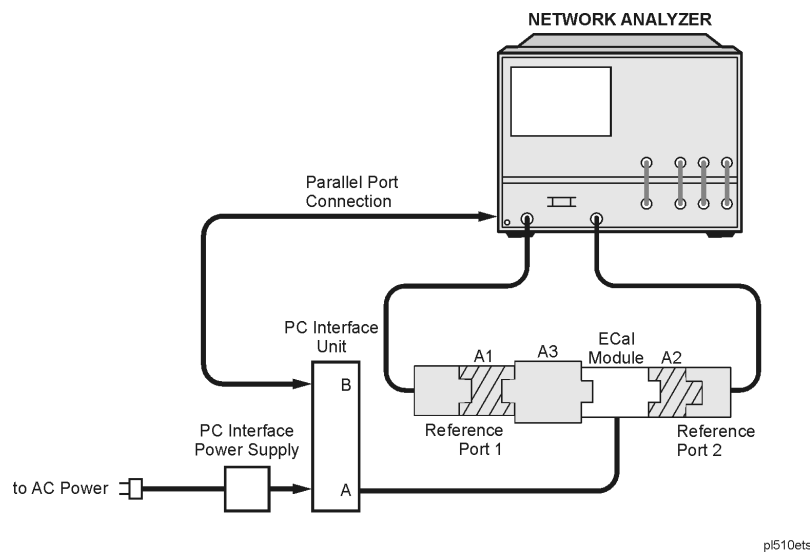 NETWORK ANALYZER
Parallel Port
Connection
PC Interface
Unit
A1
A3
ECal
Module
A2
B
Reference
Port 1
Reference
Port 2
PC Interface
Power Supply
to AC Power
A
pl510ets